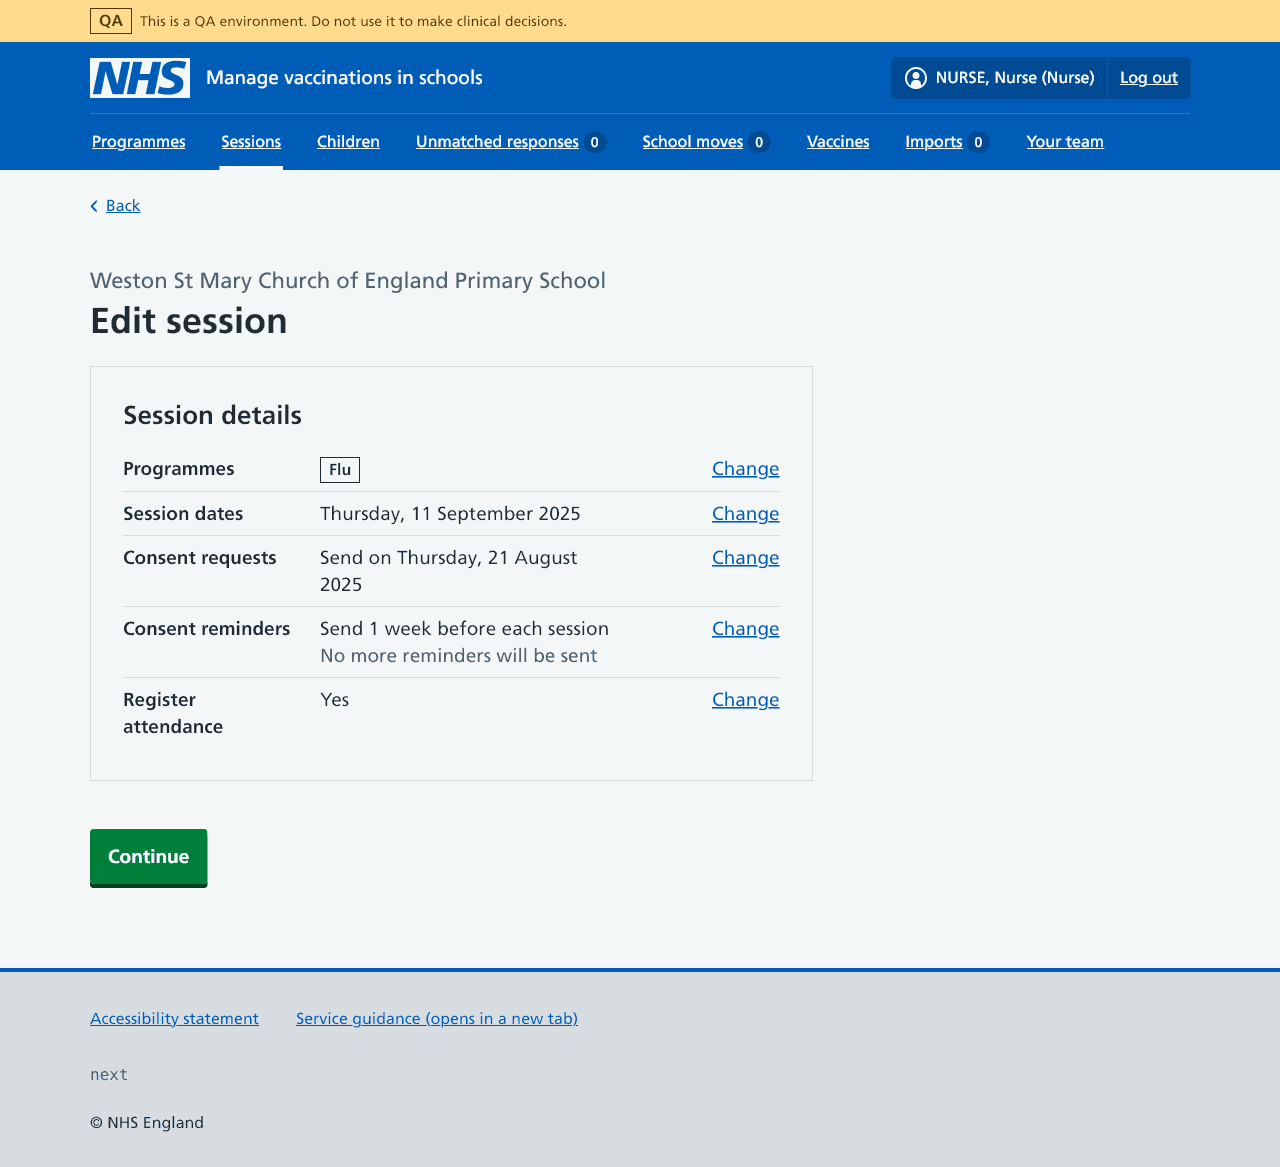 QA This is a QA environment. Do not use it to make clinical decisions.
NHS Manage vaccinations in schools NURSE, Nurse (Nurse) Log out
Programmes Sessions Children Unmatched responses 0 School moves 0 Vaccines Imports 0 Your team
Back
Weston St Mary Church of England Primary School
Edit session
Session details
Programmes Flu Change
Session dates Thursday, 11 September 2025 Change
Consent requests Send on Thursday, 21 August Change
2025
Consent reminders Send 1 week before each session Change
No more reminders will be sent
Register Yes Change
attendance
Continue
Accessibility statement Service guidance (opens in a new tab)
next
© NHS England